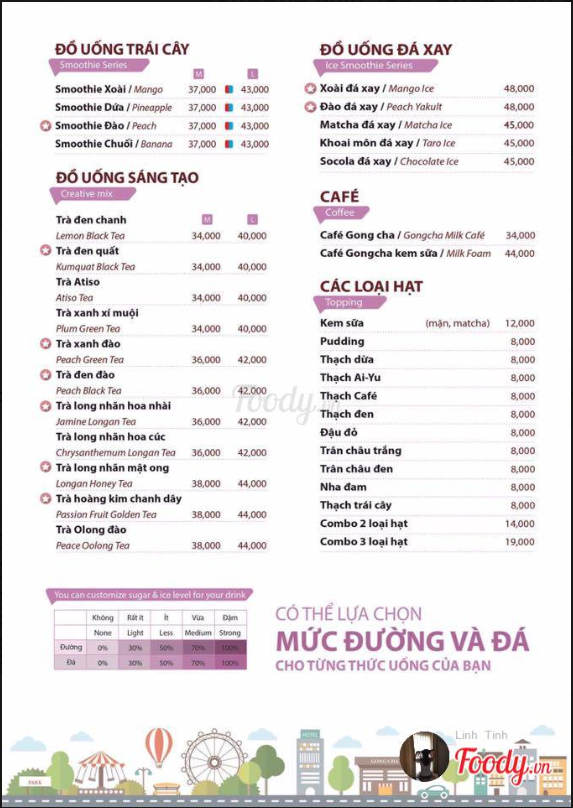 ĐỒ UỐNG TRÁI CÂY
Smoothie Series
M L
Smoothie Xoài / Mango 37,000 43,000
Smoothie Dứa / Pineapple 37,000 43,000
Smoothie Đào / Peach 37,000 43,000
Smoothie Chuối / Banana 37,000 43,000
ĐỒ UỐNG SÁNG TẠO
Creative mix
Trà đen chanh M L
Lemon Black Tea 34,000 40,000
Trà đen quất
Kumquat Black Tea 34,000 40,000
Trà Atiso
Atiso Tea 34,000 40,000
Trà xanh xí muội
Plum Green Tea 34,000 40,000
Trà xanh đào
Peach Green Tea 36,000 42,000
Trà đen đào
Peach Black Tea 36,000 42,000
Trà long nhãn hoa nhài
Jamine Longan Tea 36,000 42,000
Trà long nhãn hoa cúc
Chrysanthemum Longan Tea 36,000 42,000
Trà long nhãn mật ong
Longan Honey Tea 38,000 44,000
Trà hoàng kim chanh dây
Passion Fruit Golden Tea 38,000 44,000
Trà Olong đào
Peace Oolong Tea 38,000 44,000
ĐỒ UỐNG ĐÁ XAY
Ice Smoothie Series
Xoài đá xay / Mango Ice 48,000
Đào đá xay / Peach Yakult 48,000
Matcha đá xay / Matcha Ice 45,000
Khoai môn đá xay / Taro Ice 45,000
Socola đá xay / Chocolate Ice 45,000
CAFÉ
Coffee
Café Gong cha / Gongcha Milk Café 34,000
Café Gongcha kem sữa / Milk Foam 44,000
CÁC LOẠI HẠT
Topping
Kem sữa (mặn, matcha) 12,000
Pudding 8,000
Thạch dừa 8,000
Thạch Ai-Yu 8,000
Thạch Café 8,000
Thạch đen 8,000
Đậu đỏ 8,000
Trân châu trắng 8,000
Trân châu đen 8,000
Nha đam 8,000
Thạch trái cây 8,000
Combo 2 loại hạt 14,000
Combo 3 loại hạt 19,000
Foody.vn
You can customize sugar & ice level for your drink
Không Rất ít Ít Vừa Đậm
None Light Less Medium Strong
Đường 0% 30% 50% 70% 100%
Đá 0% 30% 50% 70% 100%
CÓ THỂ LỰA CHỌN
MỨC ĐƯỜNG VÀ ĐÁ
CHO TỪNG THỨC UỐNG CỦA BẠN
PARK
HOTEL
GONG CHA
Linh Tinh
Foody.vn